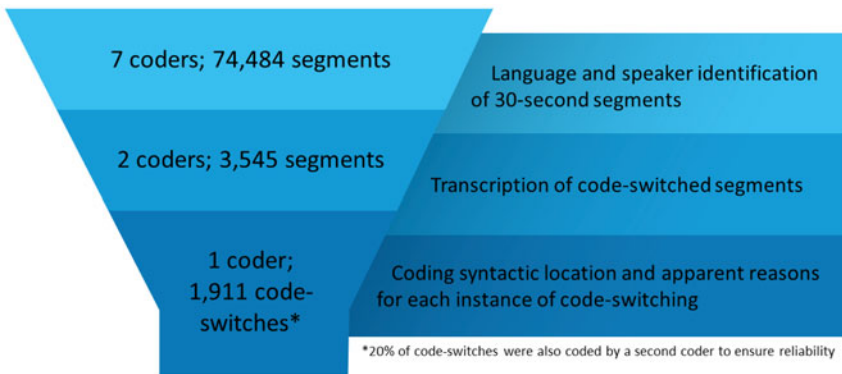 7 coders; 74,484 segments
Language and speaker identification
of 30-second segments
2 coders; 3,545 segments
Transcription of code-switched segments
1 coder;
1,911 code-
switches*
Coding syntactic location and apparent reasons
for each instance of code-switching
*20% of code-switches were also coded by a second coder to ensure reliability